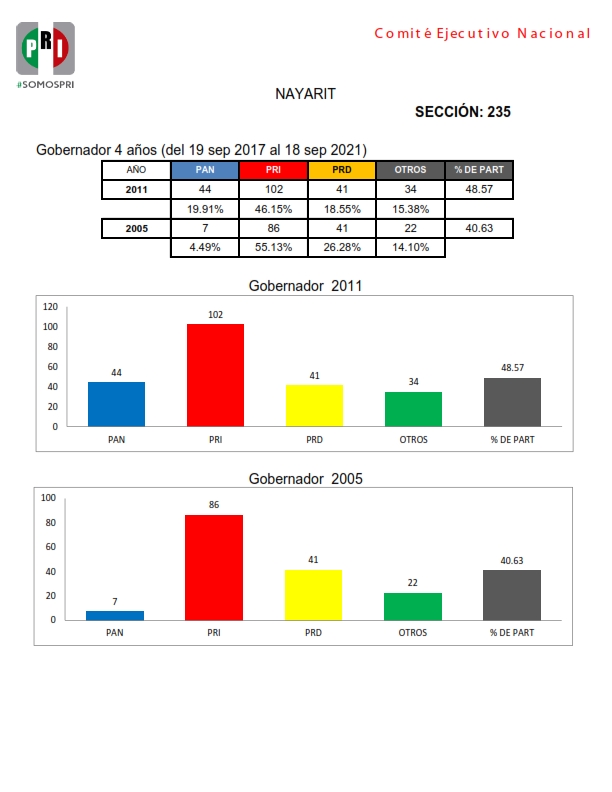 Comité Ejecutivo Nacional
PRI
#SOMOSPRI
NAYARIT
SECCIÓN: 235
Gobernador 4 años (del 19 sep 2017 al 18 sep 2021)
AÑO PAN PRI PRD OTROS % DE PART
2011 44 102 41 34 48.57
19.91% 46.15% 18.55% 15.38%
2005 7 86 41 22 40.63
4.49% 55.13% 26.28% 14.10%
Gobernador 2011
120
100
80
60
40
20
0
44
102
41
34
48.57
PAN PRI PRD OTROS % DE PART
Gobernador 2005
100
80
60
40
20
0
7
86
41
22
40.63
PAN PRI PRD OTROS % DE PART